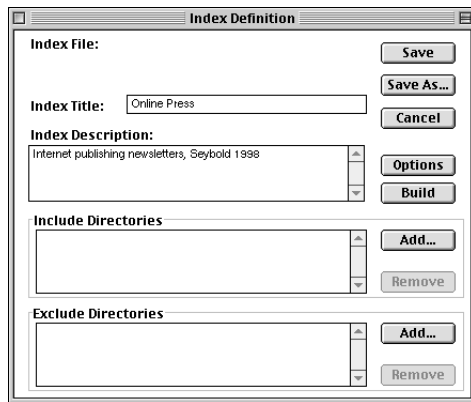 Index Definition
Index File:
Save
Save As...
Index Title: Online Press
Cancel
Index Description:
Internet publishing newsletters, Seybold 1998
Options
Build
Include Directories
Add...
Remove
Exclude Directories
Add...
Remove